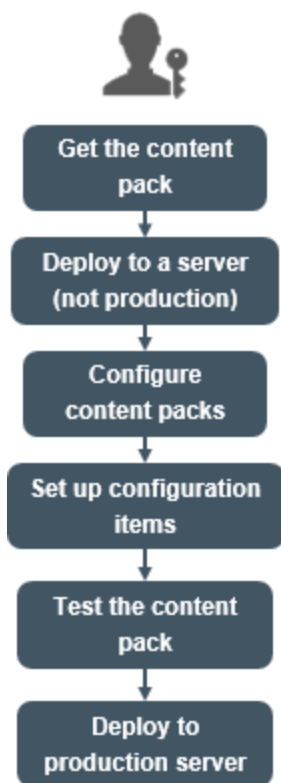 Get the content
pack
Deploy to a server
(not production)
Configure
content packs
Set up configuration
items
Test the content
pack
Deploy to
production server